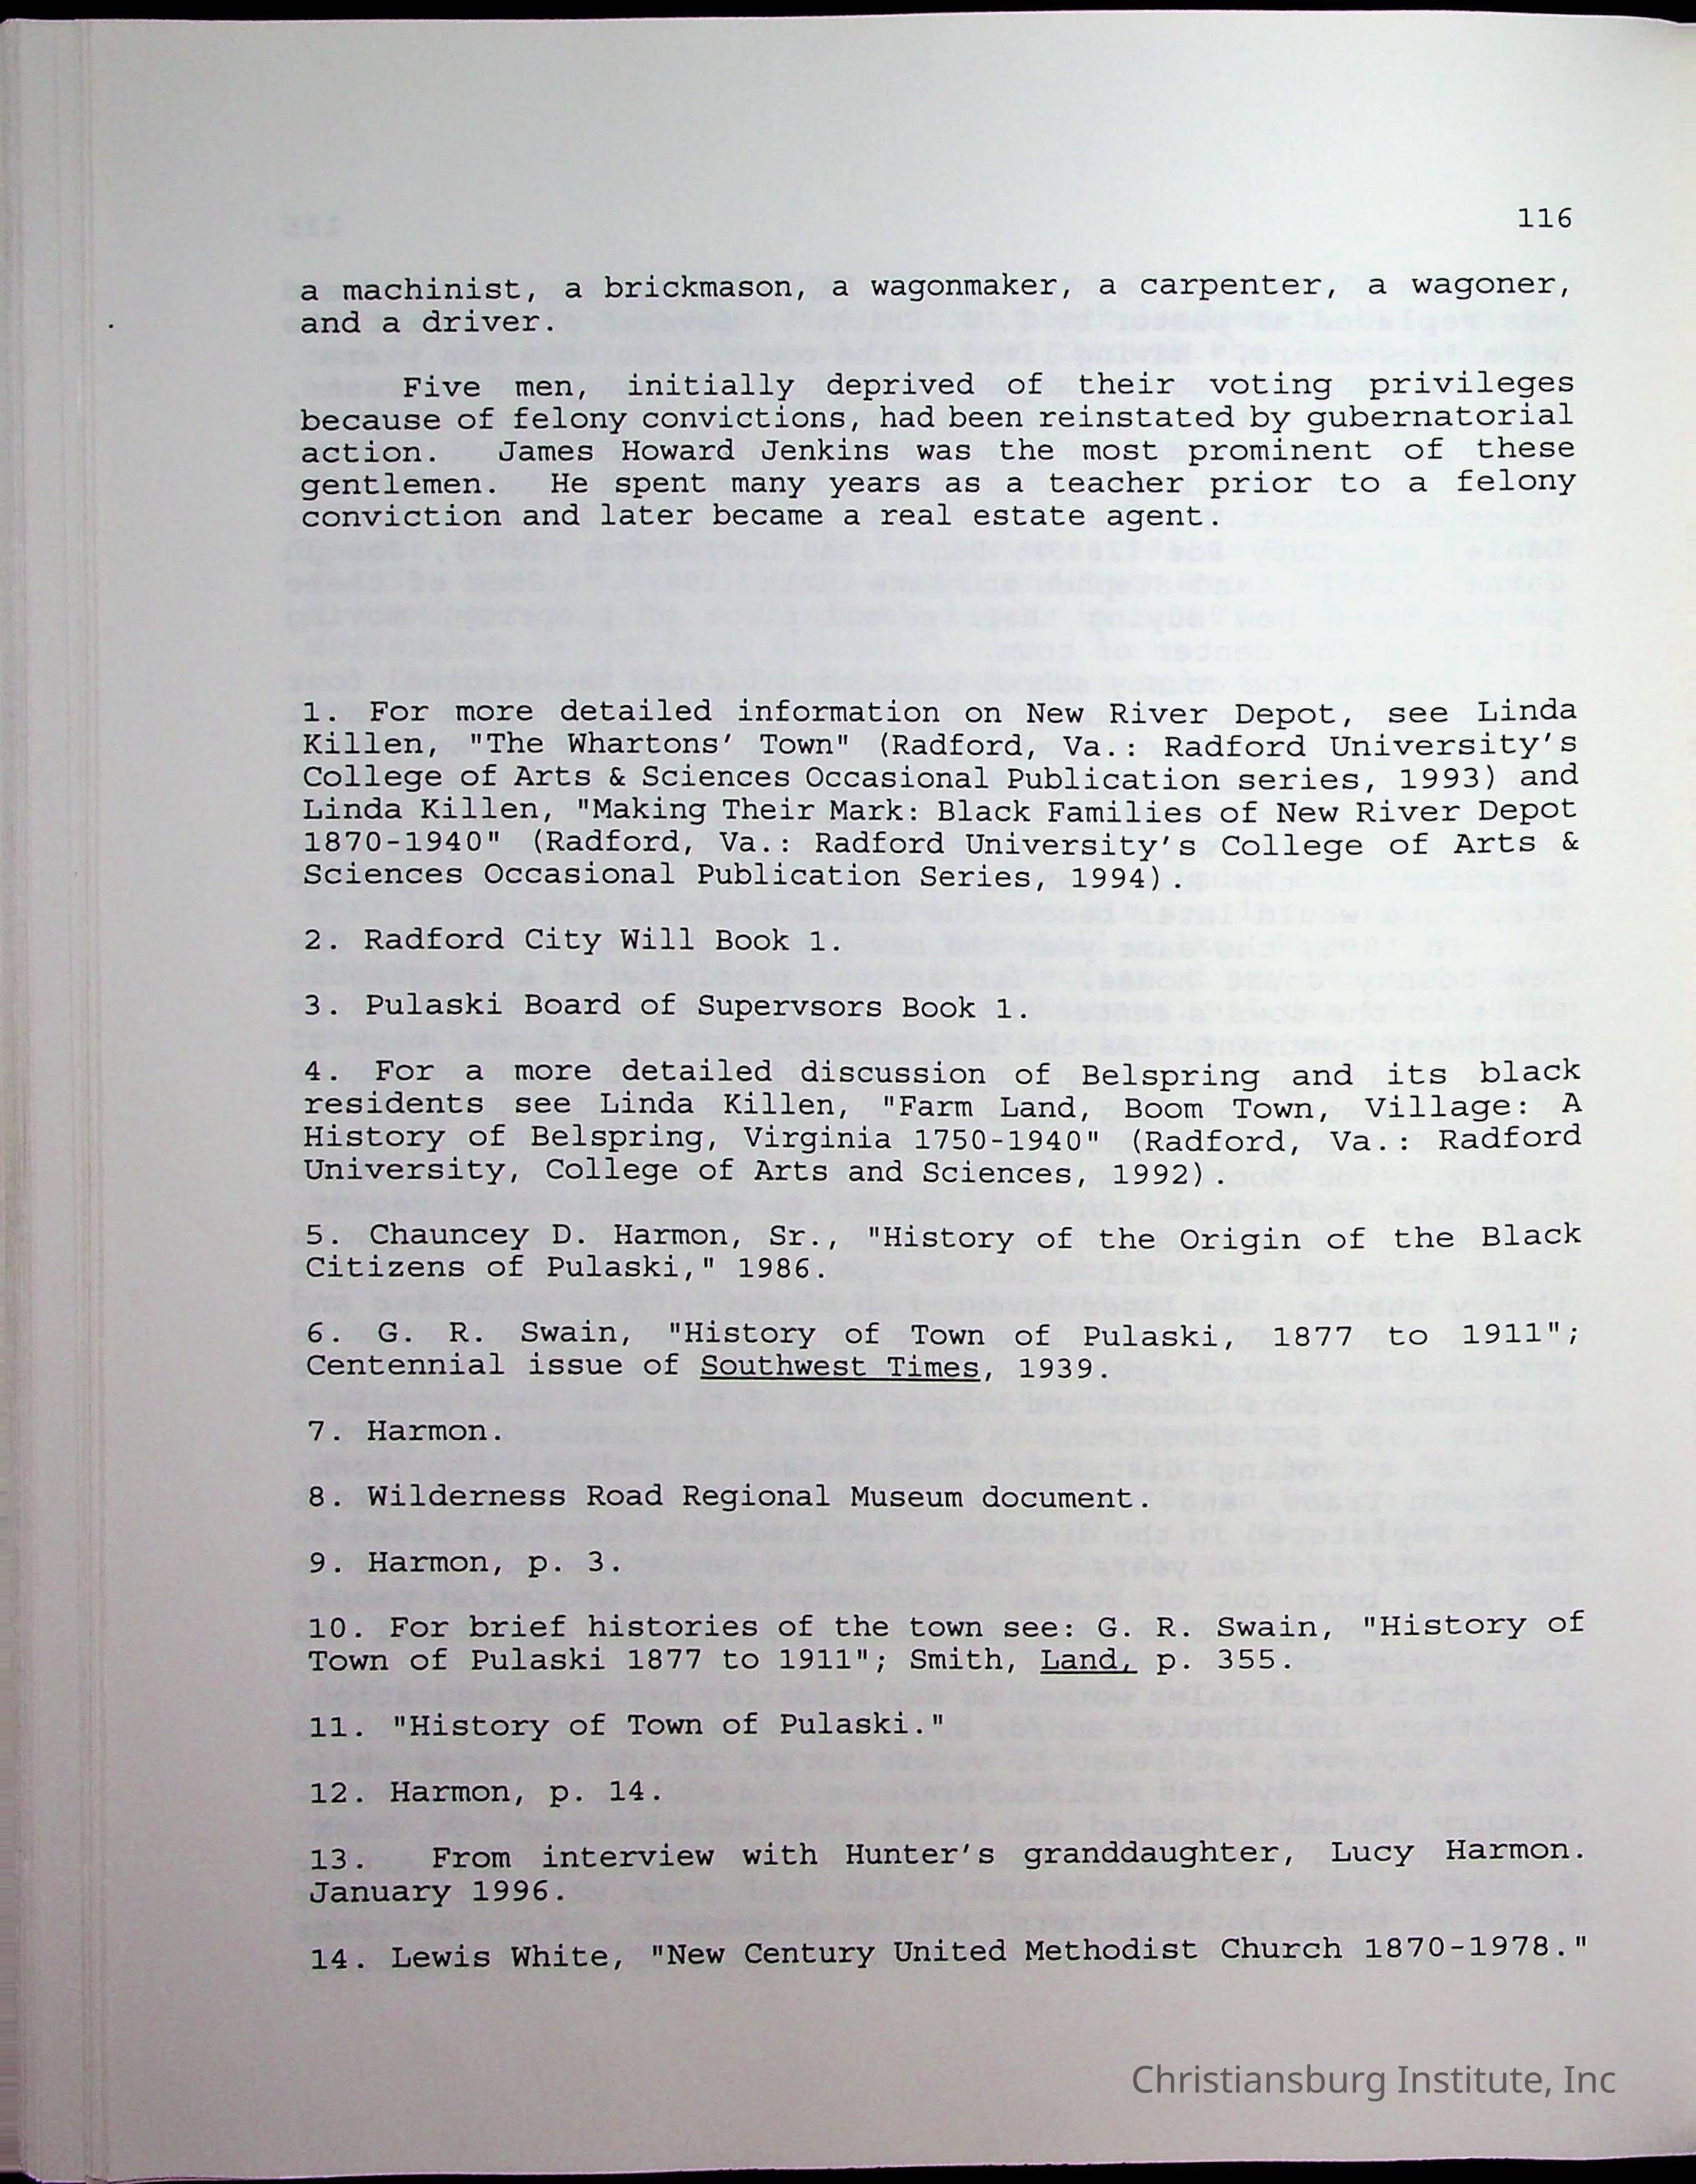 116
a machinist, a brickmason, a wagonmaker, a carpenter, a wagoner,
and a driver.
Five men, initially deprived of their voting privileges
because of felony convictions, had been reinstated by gubernatorial
action. James Howard Jenkins was the most prominent of these
gentlemen. He spent many years as a teacher prior to a felony
conviction and later became a real estate agent.
1. For more detailed information on New River Depot, see Linda
Killen, "The Whartons' Town" (Radford, Va.: Radford University's
College of Arts & Sciences Occasional Publication series, 1993) and
Linda Killen, "Making Their Mark: Black Families of New River Depot
1870-1940" (Radford, Va.: Radford University's College of Arts &
Sciences Occasional Publication Series, 1994).
2. Radford City Will Book 1.
3. Pulaski Board of Supervsors Book 1.
4. For a more detailed discussion of Belspring and its black
residents see Linda Killen, "Farm Land, Boom Town, Village: A
History of Belspring, Virginia 1750-1940" (Radford, Va.: Radford
University, College of Arts and Sciences, 1992).
5. Chauncey D. Harmon, Sr., "History of the Origin of the Black
Citizens of Pulaski," 1986.
6. G. R. Swain, "History of Town of Pulaski, 1877 to 1911";
Centennial issue of Southwest Times, 1939.
7. Harmon.
8. Wilderness Road Regional Museum document.
9. Harmon, p. 3.
10. For brief histories of the town see: G. R. Swain, "History of
Town of Pulaski 1877 to 1911"; Smith, Land, p. 355.
11. "History of Town of Pulaski."
12. Harmon, p. 14.
13. From interview with Hunter's granddaughter, Lucy Harmon.
January 1996.
14. Lewis White, "New Century United Methodist Church 1870-1978."
Christiansburg Institute, Inc